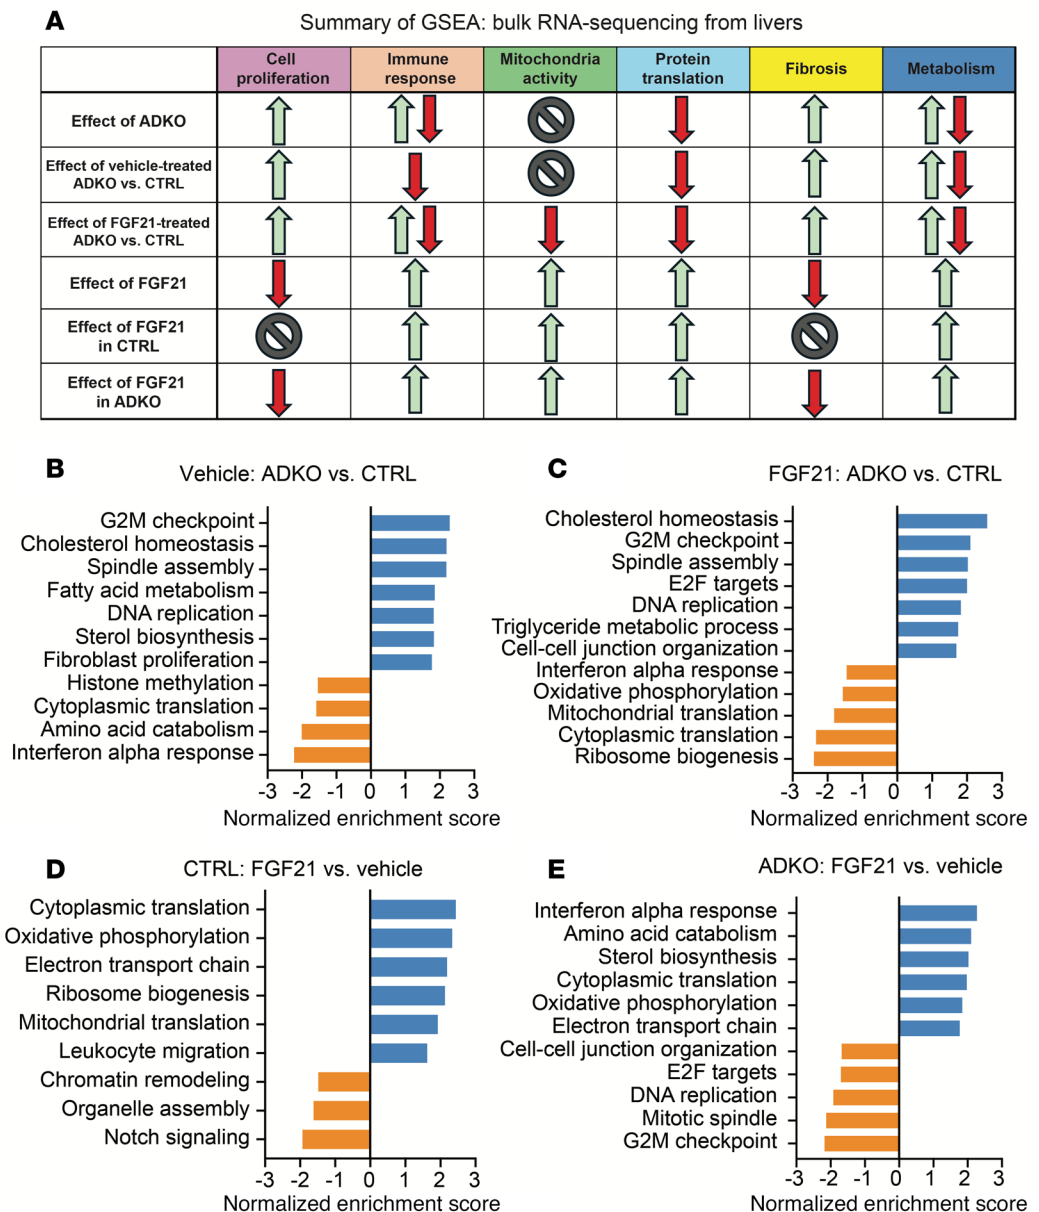 A
Summary of GSEA: bulk RNA-sequencing from livers
Cell
proliferation
Immune
response
Mitochondria
activity
Protein
translation
Fibrosis
Metabolism
Effect of ADKO
Effect of vehicle-treated
ADKO vs. CTRL
Effect of FGF21-treated
ADKO vs. CTRL
Effect of FGF21
Effect of FGF21
in CTRL
Effect of FGF21
in ADKO
B
Vehicle: ADKO vs. CTRL
G2M checkpoint
Cholesterol homeostasis
Spindle assembly
Fatty acid metabolism
DNA replication
Sterol biosynthesis
Fibroblast proliferation
Histone methylation
Cytoplasmic translation
Amino acid catabolism
Interferon alpha response
-3 -2 -1 0 1 2 3
Normalized enrichment score
C
FGF21: ADKO vs. CTRL
Cholesterol homeostasis
G2M checkpoint
Spindle assembly
E2F targets
DNA replication
Triglyceride metabolic process
Cell-cell junction organization
Interferon alpha response
Oxidative phosphorylation
Mitochondrial translation
Cytoplasmic translation
Ribosome biogenesis
-3 -2 -1 0 1 2 3
Normalized enrichment score
D
CTRL: FGF21 vs. vehicle
Cytoplasmic translation
Oxidative phosphorylation
Electron transport chain
Ribosome biogenesis
Mitochondrial translation
Leukocyte migration
Chromatin remodeling
Organelle assembly
Notch signaling
-3 -2 -1 0 1 2 3
Normalized enrichment score
E
ADKO: FGF21 vs. vehicle
Interferon alpha response
Amino acid catabolism
Sterol biosynthesis
Cytoplasmic translation
Oxidative phosphorylation
Electron transport chain
Cell-cell junction organization
E2F targets
DNA replication
Mitotic spindle
G2M checkpoint
-3 -2 -1 0 1 2 3
Normalized enrichment score